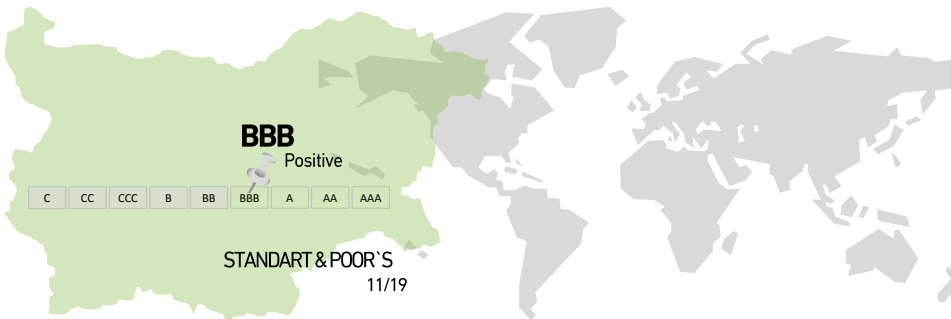 BBB
Positive
C CC CCC B BB BBB A AA AAA
STANDART & POOR`S
11/19